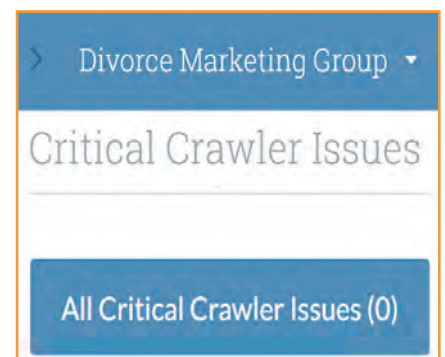 Divorce Marketing Group
Critical Crawler Issues
All Critical Crawler Issues (0)